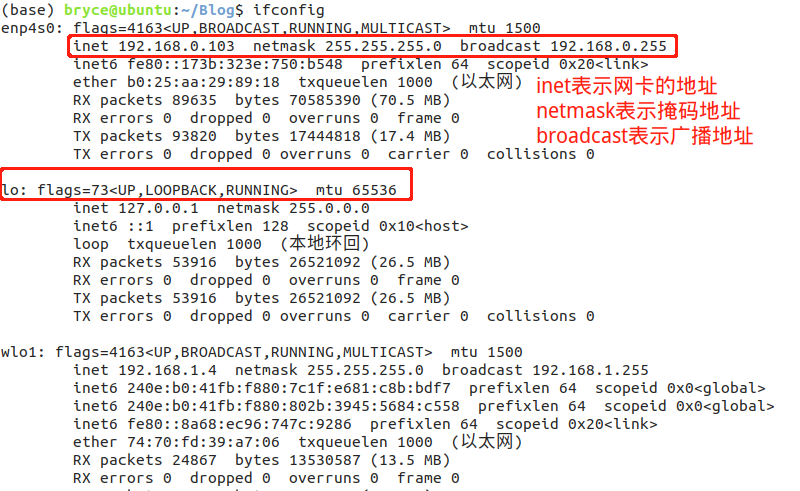 (base) bryce@ubuntu:~/Blog$ ifconfig
enp4s0: flags=4163<UP,BROADCAST,RUNNING,MULTICAST>  mtu 1500
inet 192.168.0.103  netmask 255.255.255.0  broadcast 192.168.0.255
inet6 fe80::173b:323e:750:b548  prefixlen 64  scopeid 0x20<link>
ether b0:25:aa:29:89:18  txqueuelen 1000  (以太网)
RX packets 89635  bytes 70585390 (70.5 MB)
RX errors 0  dropped 0  overruns 0  frame 0
TX packets 93820  bytes 17444818 (17.4 MB)
TX errors 0  dropped 0 overruns 0  carrier 0  collisions 0
inet表示网卡的地址
netmask表示掩码地址
broadcast表示广播地址
lo: flags=73<UP,LOOPBACK,RUNNING>  mtu 65536
inet 127.0.0.1  netmask 255.0.0.0
inet6 ::1  prefixlen 128  scopeid 0x10<host>
loop  txqueuelen 1000  (本地环回)
RX packets 53916  bytes 26521092 (26.5 MB)
RX errors 0  dropped 0  overruns 0  frame 0
TX packets 53916  bytes 26521092 (26.5 MB)
TX errors 0  dropped 0 overruns 0  carrier 0  collisions 0
wlo1: flags=4163<UP,BROADCAST,RUNNING,MULTICAST>  mtu 1500
inet 192.168.1.4  netmask 255.255.255.0  broadcast 192.168.1.255
inet6 240e:b0:41fb:f880:7c1f:e681:c8b:bdf7  prefixlen 64  scopeid 0x0<global>
inet6 240e:b0:41fb:f880:802b:3945:5684:c558  prefixlen 64  scopeid 0x0<global>
inet6 fe80::8a68:ec96:747c:9286  prefixlen 64  scopeid 0x20<link>
ether 74:70:fd:39:a7:06  txqueuelen 1000  (以太网)
RX packets 24867  bytes 13530587 (13.5 MB)
RX errors 0  dropped 0  overruns 0  frame 0